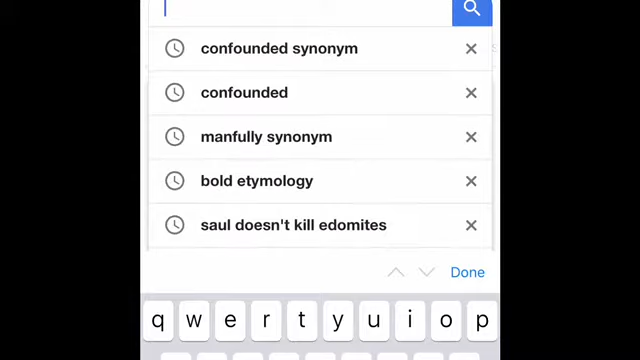 confounded synonym
confounded
manfully synonym
bold etymology
saul doesn't kill edomites
Done
q w e r t y u i o p